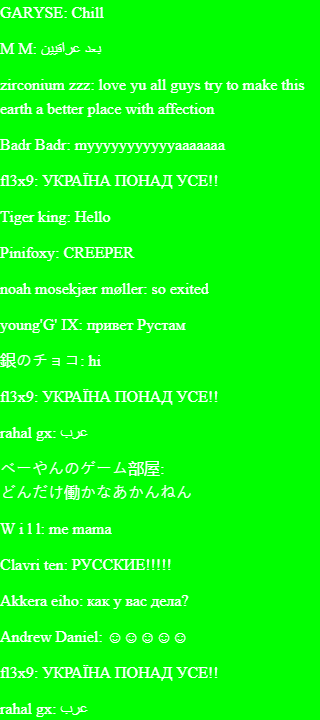 GARYSE: Chill
M M: بعد عراقيين
zirconium zzz: love yu all guys try to make this
earth a better place with affection
Badr Badr: myyyyyyyyyyyaaaaaaa
fl3x9: УКРАЇНА ПОНАД УСЕ!!
Tiger king: Hello
Pinifoxy: CREEPER
noah mosekjær møller: so exited
young'G' IX: привет Рустам
銀のチョコ: hi
fl3x9: УКРАЇНА ПОНАД УСЕ!!
rahal gx: عرب
べーやんのゲーム部屋:
どんだけ働かなあかんねん
W i l l: me mama
Clavri ten: РУССКИЕ!!!!!
Akkera eiho: как у вас дела?
Andrew Daniel: ☺☺☺☺☺
fl3x9: УКРАЇНА ПОНАД УСЕ!!
rahal gx: عرب